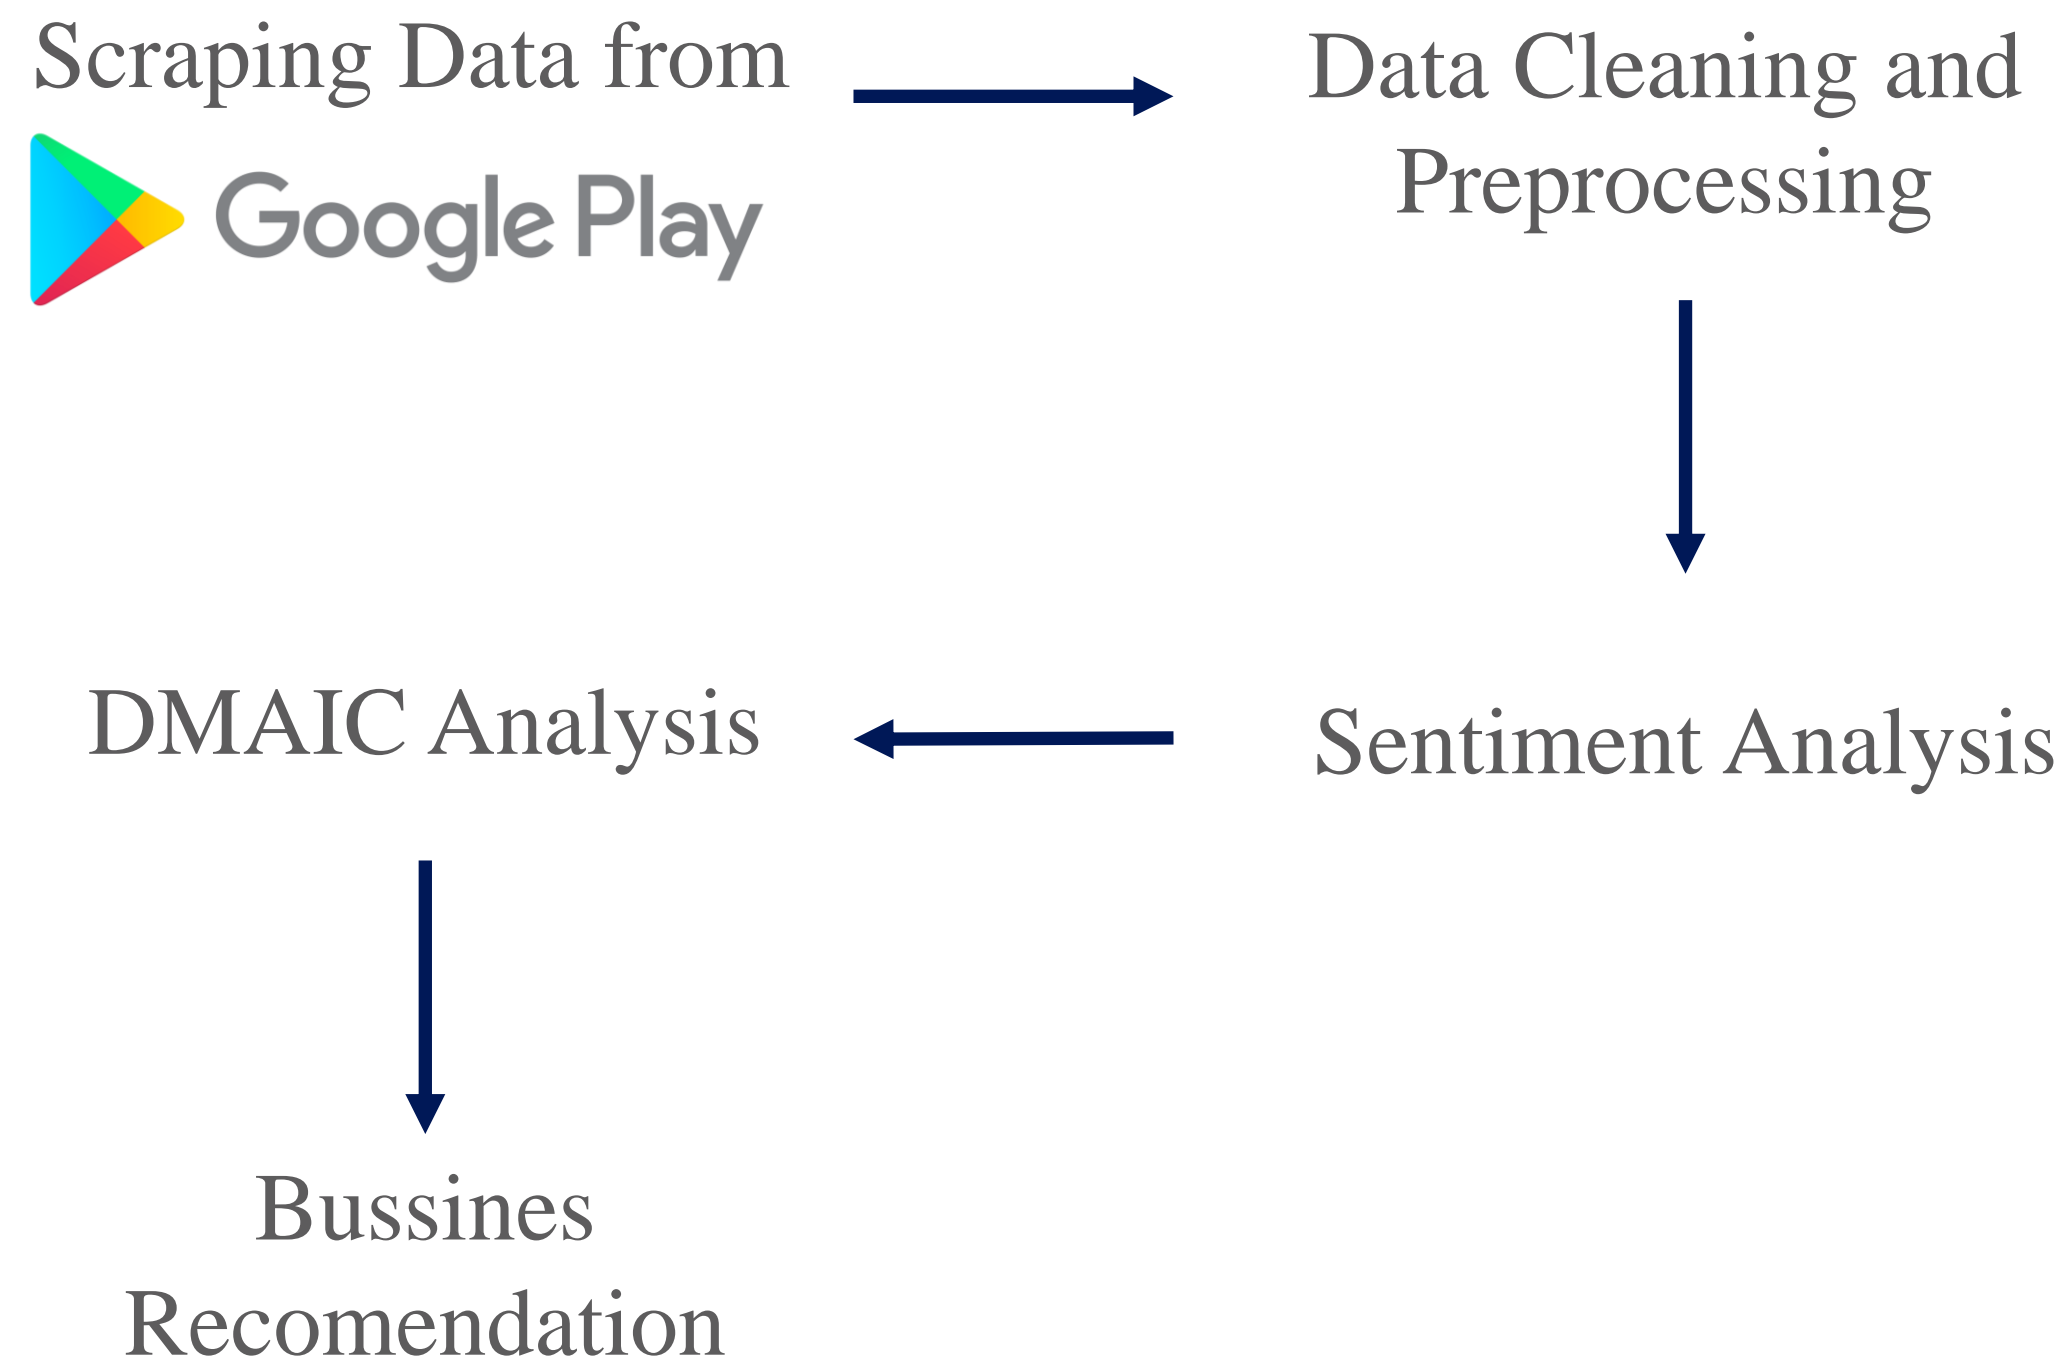 Scraping Data from
Google Play
Data Cleaning and
Preprocessing
Sentiment Analysis
DMAIC Analysis
Bussines
Recomendation